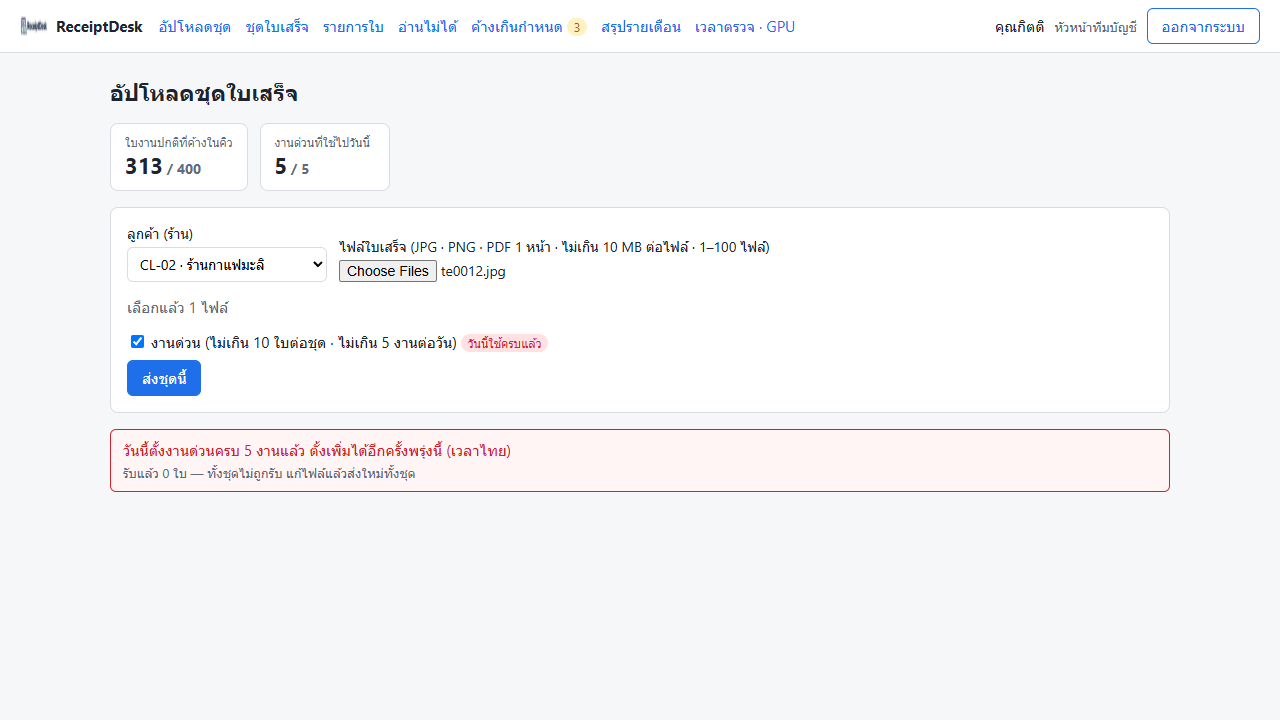 ReceiptDesk อัปโหลดชุด ชุดใบเสร็จ รายการใบ อ่านไม่ได้ ค้างเกินกำหนด 3 สรุปรายเดือน เวลาตรวจ · GPU คุณกิตติ หัวหน้าทีมบัญชี ออกจากระบบ
อัปโหลดชุดใบเสร็จ
ใบงานปกติที่ค้างในคิว
313 / 400
งานด่วนที่ใช้ไปวันนี้
5 / 5
ลูกค้า (ร้าน)
CL-02 · ร้านกาแฟมะลิ
ไฟล์ใบเสร็จ (JPG · PNG · PDF 1 หน้า · ไม่เกิน 10 MB ต่อไฟล์ · 1–100 ไฟล์)
Choose Files te0012.jpg
เลือกแล้ว 1 ไฟล์
งานด่วน (ไม่เกิน 10 ใบต่อชุด · ไม่เกิน 5 งานต่อวัน) วันนี้ใช้ครบแล้ว
ส่งชุดนี้
วันนี้ตั้งงานด่วนครบ 5 งานแล้ว ตั้งเพิ่มได้อีกครั้งพรุ่งนี้ (เวลาไทย)
รับแล้ว 0 ใบ — ทั้งชุดไม่ถูกรับ แก้ไฟล์แล้วส่งใหม่ทั้งชุด